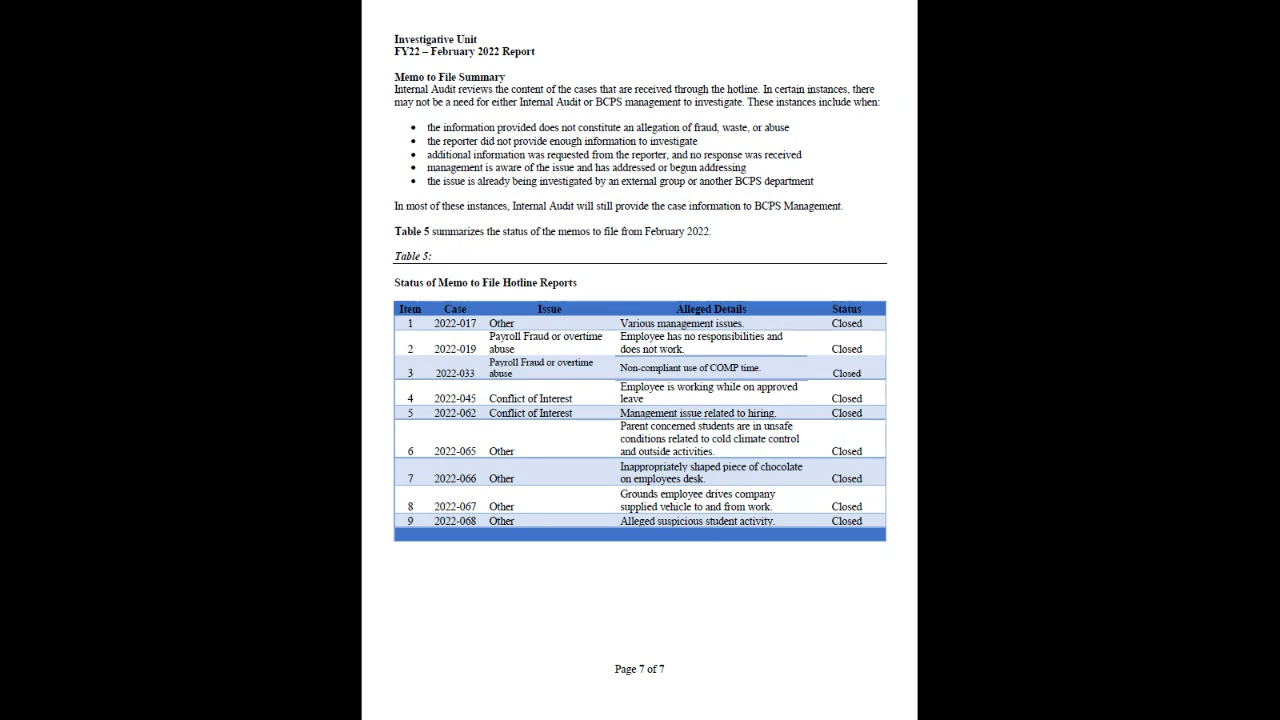 Investigative Unit
FY22 – February 2022 Report
Memo to File Summary
Internal Audit reviews the content of the cases that are received through the hotline. In certain instances, there
may not be a need for either Internal Audit or BCPS management to investigate. These instances include when:
• the information provided does not constitute an allegation of fraud, waste, or abuse
• the reporter did not provide enough information to investigate
• additional information was requested from the reporter, and no response was received
• management is aware of the issue and has addressed or begun addressing
• the issue is already being investigated by an external group or another BCPS department
In most of these instances, Internal Audit will still provide the case information to BCPS Management.
Table 5 summarizes the status of the memos to file from February 2022.
Table 5:
Status of Memo to File Hotline Reports
Item Case Issue Alleged Details Status
1 2022-017 Other Various management issues. Closed
Payroll Fraud or overtime Employee has no responsibilities and
2 2022-019 abuse does not work. Closed
Payroll Fraud or overtime
3 2022-033 abuse Non-compliant use of COMP time. Closed
Employee is working while on approved
4 2022-045 Conflict of Interest leave Closed
5 2022-062 Conflict of Interest Management issue related to hiring. Closed
Parent concerned students are in unsafe
conditions related to cold climate control
6 2022-065 Other and outside activities. Closed
Inappropriately shaped piece of chocolate
7 2022-066 Other on employees desk. Closed
Grounds employee drives company
8 2022-067 Other supplied vehicle to and from work. Closed
9 2022-068 Other Alleged suspicious student activity. Closed
Page 7 of 7